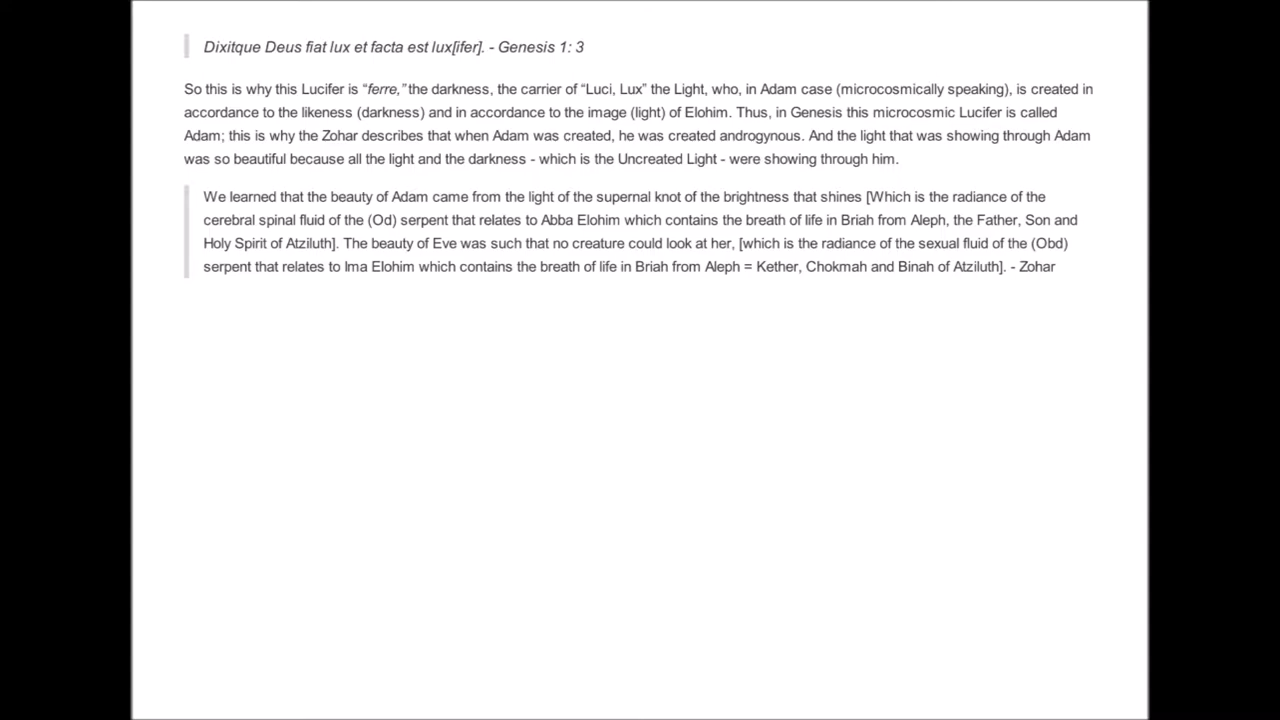 Dixitque Deus fiat lux et facta est lux[ifer]. - Genesis 1: 3
So this is why this Lucifer is “ferre,” the darkness, the carrier of “Luci, Lux” the Light, who, in Adam case (microcosmically speaking), is created in
accordance to the likeness (darkness) and in accordance to the image (light) of Elohim. Thus, in Genesis this microcosmic Lucifer is called
Adam; this is why the Zohar describes that when Adam was created, he was created androgynous. And the light that was showing through Adam
was so beautiful because all the light and the darkness - which is the Uncreated Light - were showing through him.
We learned that the beauty of Adam came from the light of the supernal knot of the brightness that shines [Which is the radiance of the
cerebral spinal fluid of the (Od) serpent that relates to Abba Elohim which contains the breath of life in Briah from Aleph, the Father, Son and
Holy Spirit of Atziluth]. The beauty of Eve was such that no creature could look at her, [which is the radiance of the sexual fluid of the (Obd)
serpent that relates to Ima Elohim which contains the breath of life in Briah from Aleph = Kether, Chokmah and Binah of Atziluth]. - Zohar